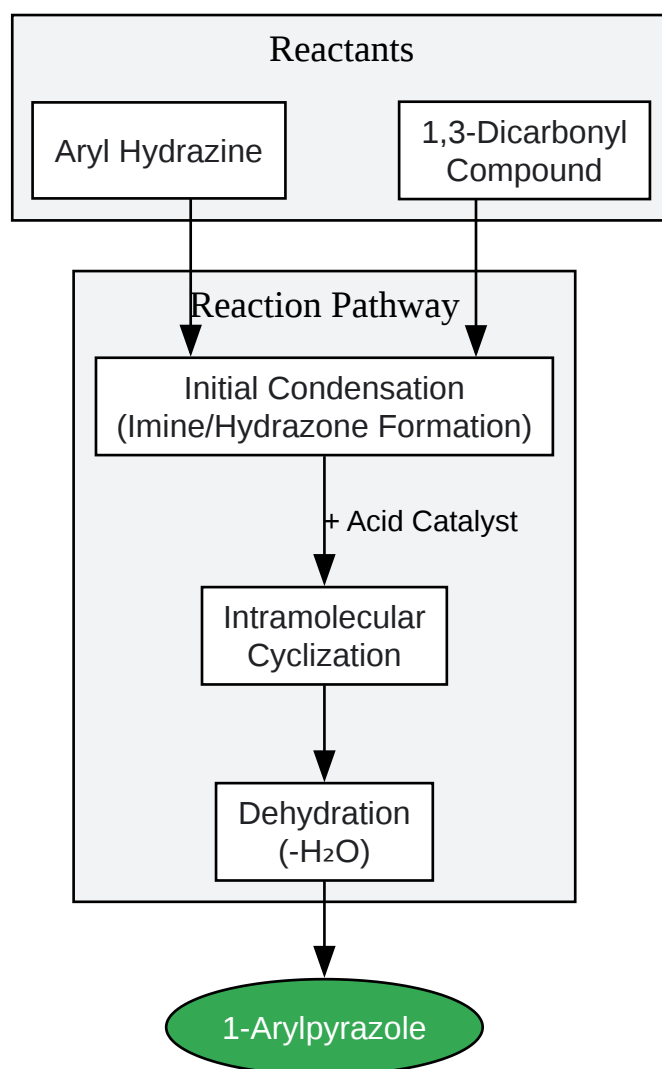 Reactants
Aryl Hydrazine
1,3-Dicarbonyl
Compound
Reaction Pathway
Initial Condensation
(Imine/Hydrazone Formation)
+ Acid Catalyst
Intramolecular
Cyclization
Dehydration
(-H₂O)
1-Arylpyrazole